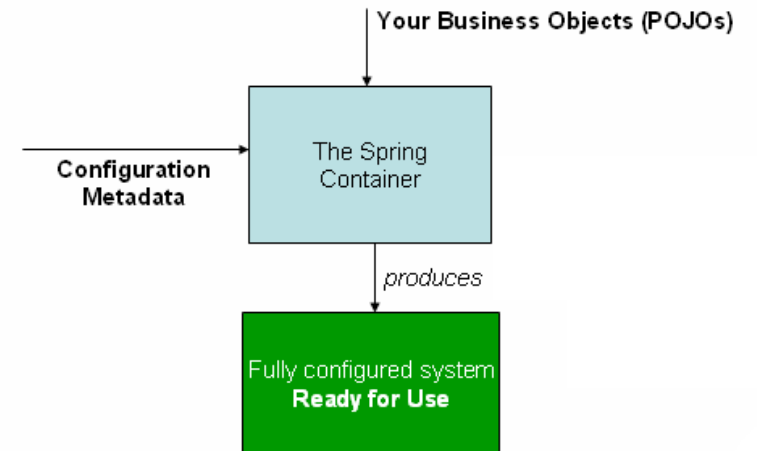 Your Business Objects (POJOs)
The Spring
Container
Configuration
Metadata
produces
Fully configured system
Ready for Use